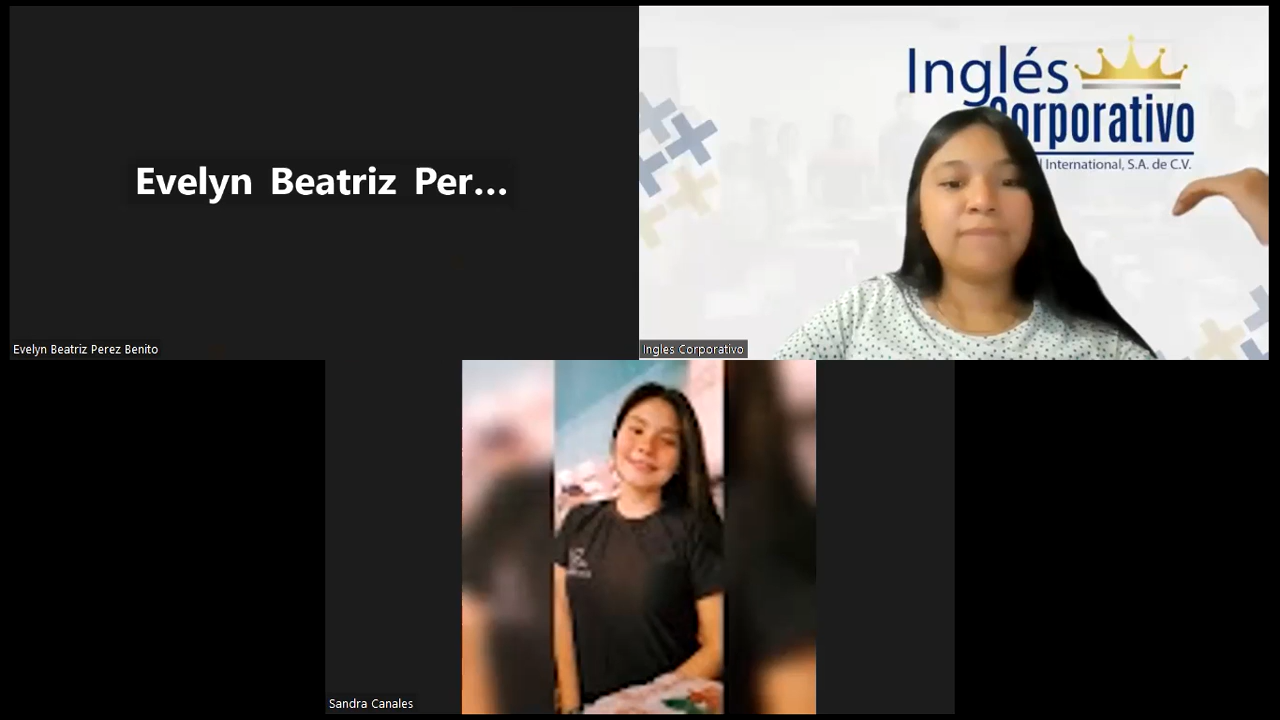 Evelyn Beatriz Per...
Evelyn Beatriz Perez Benito
Inglés
Corporativo
l International, S.A. de C.V.
Ingles Corporativo
Sandra Canales